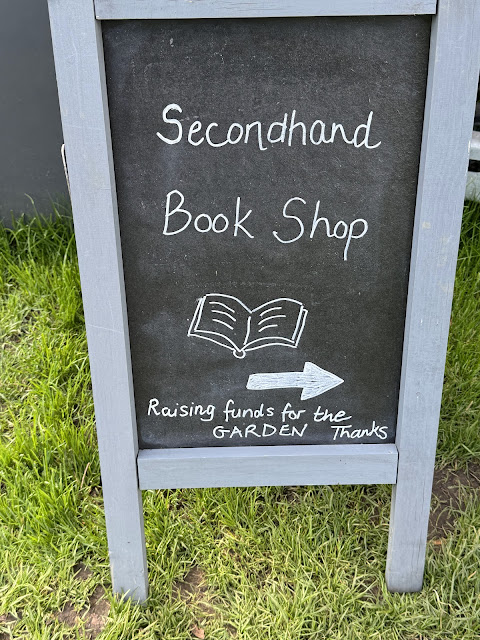 Secondhand
Book Shop
Raising funds for the
GARDEN Thanks